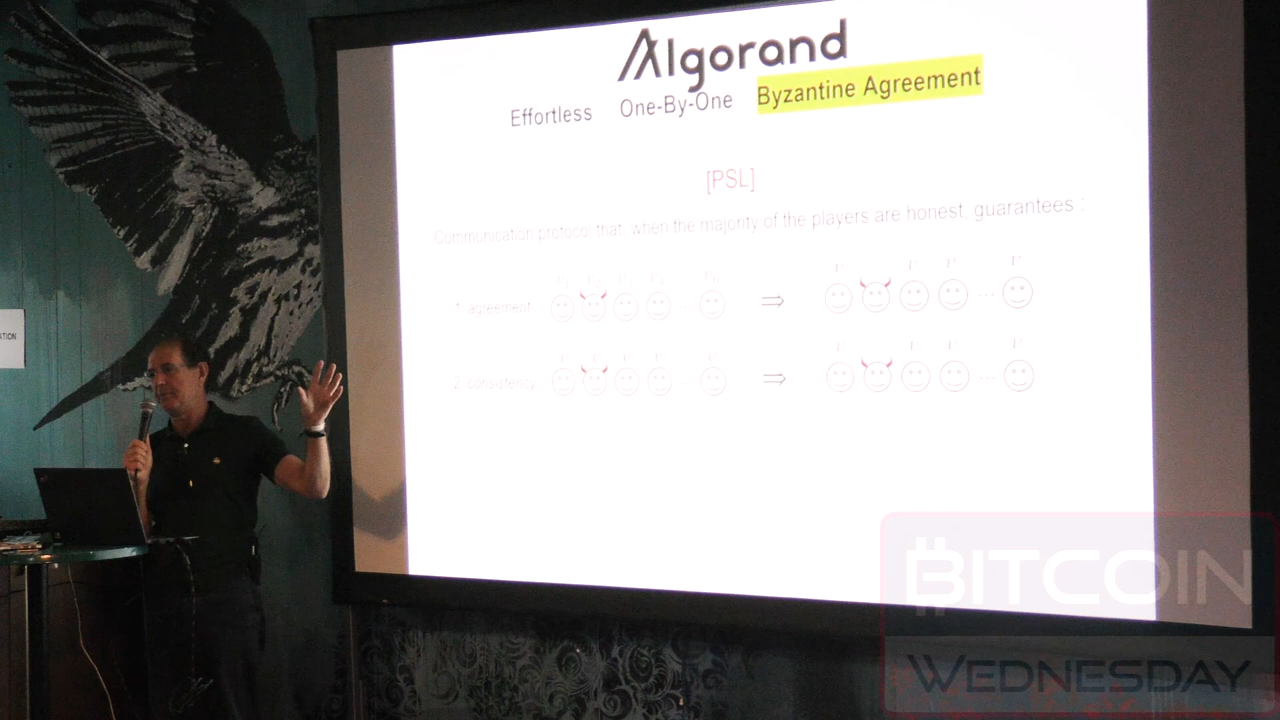 Algorand
Effortless One-By-One Byzantine Agreement
[PSL]
Communication protocol that, when the majority of the players are honest, guarantees :
1. agreement
2. consistency
BITCOIN
WEDNESDAY